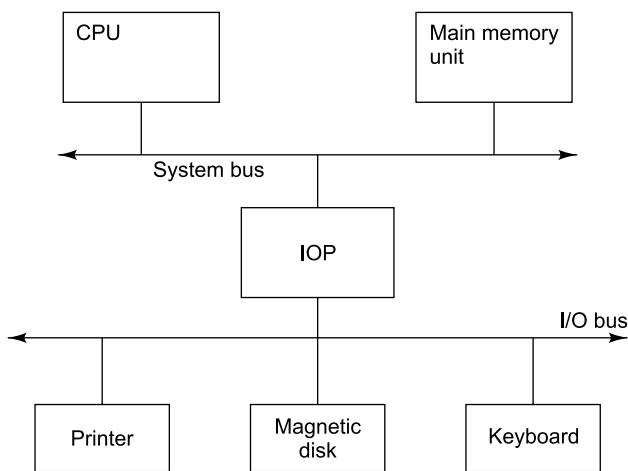 CPU
Main memory
unit
System bus
IOP
I/O bus
Printer
Magnetic
disk
Keyboard